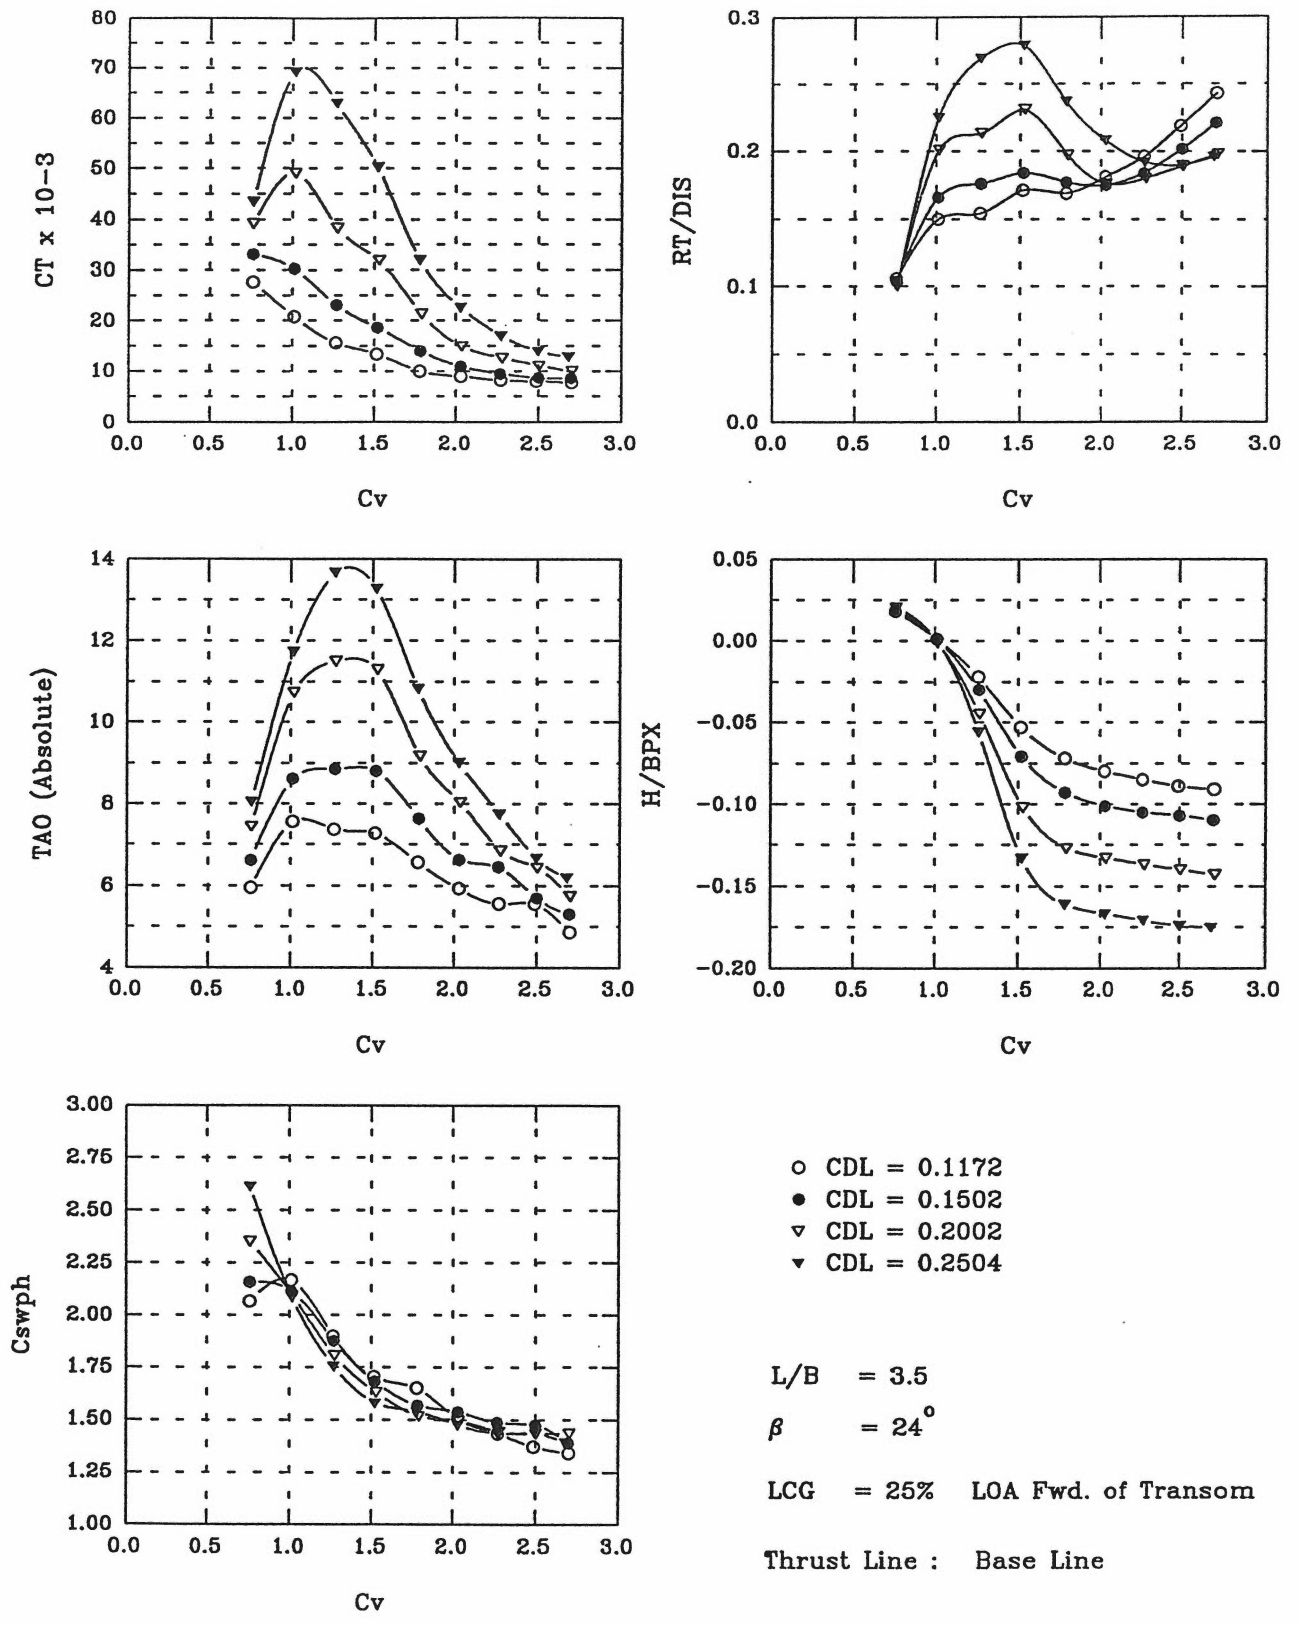 80
70
60
50
40
30
20
10
0
CT x 10-3
0.0 0.5 1.0 1.5 2.0 2.5 3.0
Cv
0.3
0.2
0.1
0.0
RT/DIS
0.0 0.5 1.0 1.5 2.0 2.5 3.0
Cv
14
12
10
8
6
4
TAO (Absolute)
0.0 0.5 1.0 1.5 2.0 2.5 3.0
Cv
0.05
0.00
-0.05
-0.10
-0.15
-0.20
H/BPX
0.0 0.5 1.0 1.5 2.0 2.5 3.0
Cv
3.00
2.75
2.50
2.25
2.00
1.75
1.50
1.25
1.00
Cswph
0.0 0.5 1.0 1.5 2.0 2.5 3.0
Cv
CDL = 0.1172
CDL = 0.1502
CDL = 0.2002
CDL = 0.2504
L/B = 3.5
β = 24°
LCG = 25% LOA Fwd. of Transom
Thrust Line : Base Line